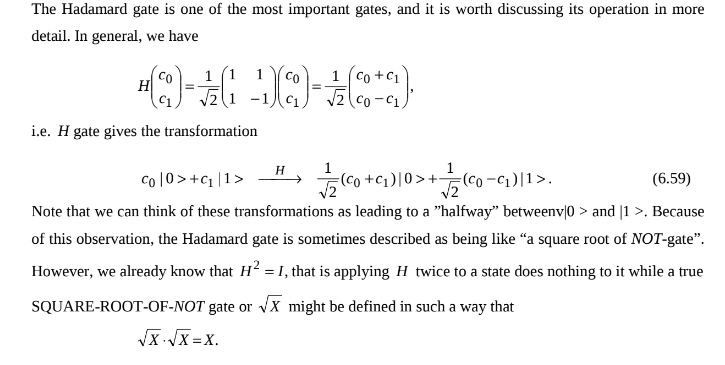 The Hadamard gate is one of the most important gates, and it is worth discussing its operation in more
detail. In general, we have
H\begin{pmatrix} c_0 \\ c_1 \end{pmatrix} = \frac{1}{\sqrt{2}}\begin{pmatrix} 1 & 1 \\ 1 & -1 \end{pmatrix}\begin{pmatrix} c_0 \\ c_1 \end{pmatrix} = \frac{1}{\sqrt{2}}\begin{pmatrix} c_0 + c_1 \\ c_0 - c_1 \end{pmatrix},
i.e. H gate gives the transformation
c_0 |0> + c_1 |1> \xrightarrow{H} \frac{1}{\sqrt{2}}(c_0 + c_1)|0> + \frac{1}{\sqrt{2}}(c_0 - c_1)|1>. (6.59)
Note that we can think of these transformations as leading to a ”halfway” betweenv|0 > and |1 >. Because
of this observation, the Hadamard gate is sometimes described as being like “a square root of NOT-gate”.
However, we already know that H^2 = I, that is applying H twice to a state does nothing to it while a true
SQUARE-ROOT-OF-NOT gate or \sqrt{X} might be defined in such a way that
\sqrt{X} \cdot \sqrt{X} = X.